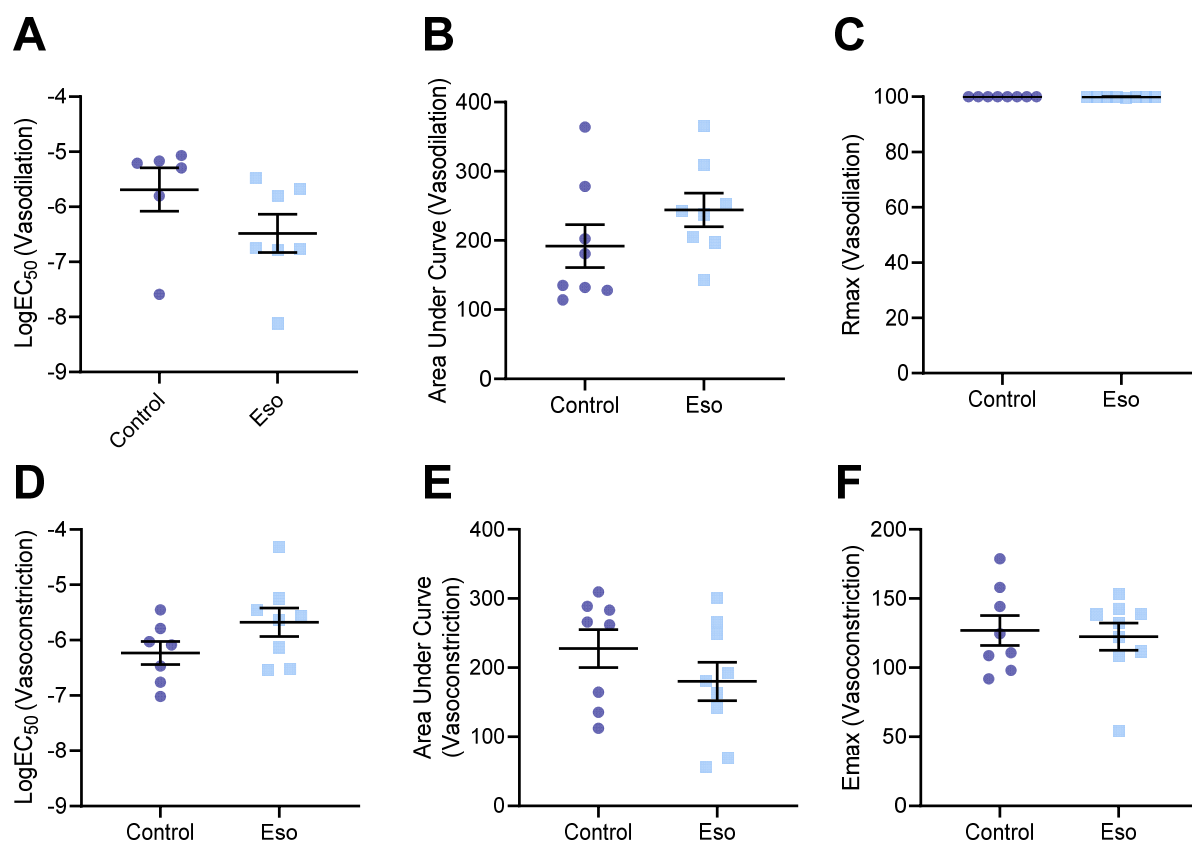 A
LogEC50 (Vasodilation)
-4
-5
-6
-7
-8
-9
Control
Eso
B
Area Under Curve (Vasodilation)
400
300
200
100
0
Control
Eso
C
Rmax (Vasodilation)
100
80
60
40
20
0
Control
Eso
D
LogEC50 (Vasoconstriction)
-4
-5
-6
-7
-8
-9
Control
Eso
E
Area Under Curve
(Vasoconstriction)
400
300
200
100
0
Control
Eso
F
Emax (Vasoconstriction)
200
150
100
50
0
Control
Eso